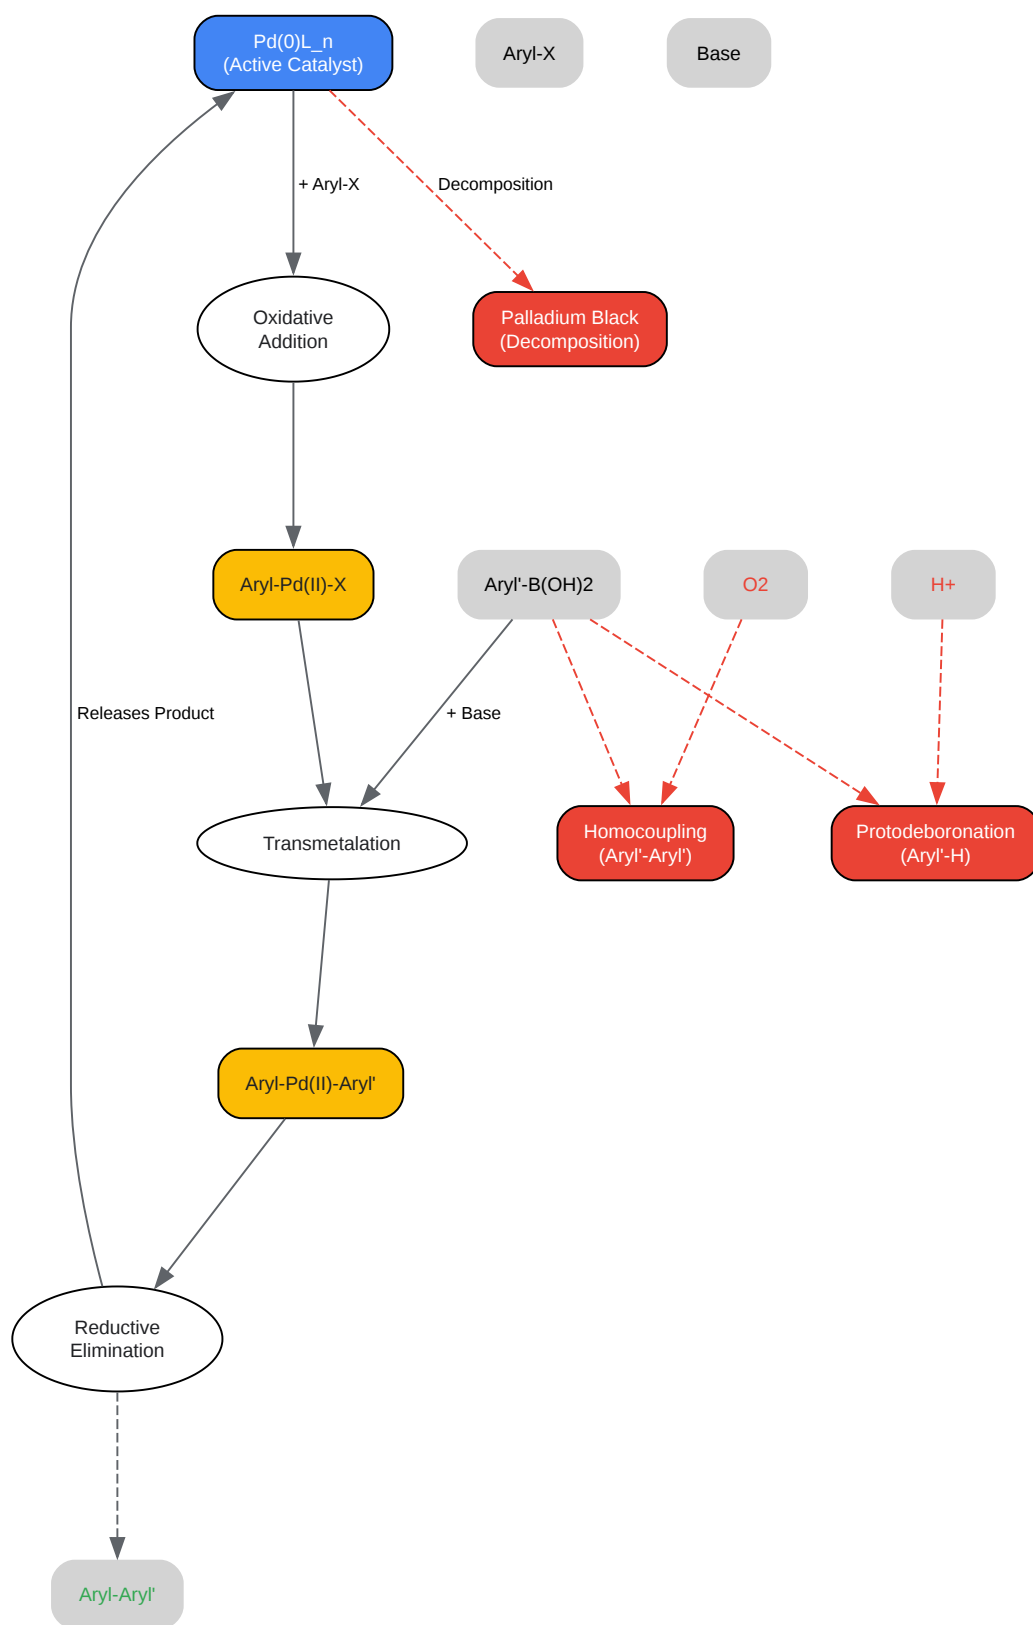 Pd(0)L_n
(Active Catalyst)
Aryl-X
Base
+ Aryl-X
Decomposition
Oxidative
Addition
Palladium Black
(Decomposition)
Aryl-Pd(II)-X
Aryl'-B(OH)2
O2
H+
Releases Product
+ Base
Transmetalation
Homocoupling
(Aryl'-Aryl')
Protodeboronation
(Aryl'-H)
Aryl-Pd(II)-Aryl'
Reductive
Elimination
Aryl-Aryl'